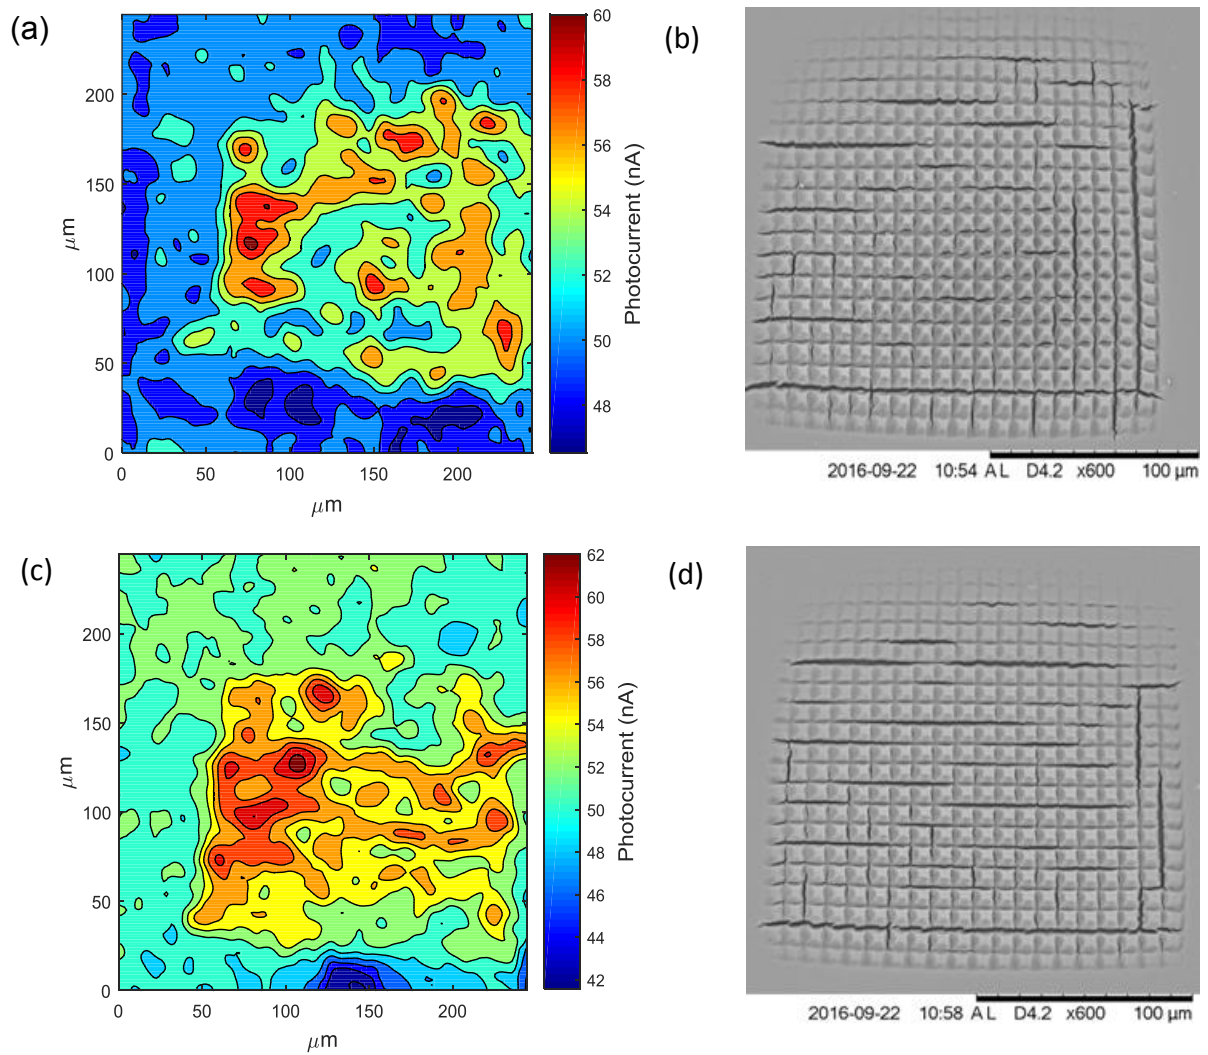 (a)
60
58
56
54
52
50
48
Photocurrent (nA)
200
150
100
50
0
μm
0 50 100 150 200
μm
(b)
2016-09-22 10:54 AL D4.2 x600 100 μm
(c)
62
60
58
56
54
52
50
48
46
44
42
Photocurrent (nA)
200
150
100
50
0
μm
0 50 100 150 200
μm
(d)
2016-09-22 10:58 AL D4.2 x600 100 μm